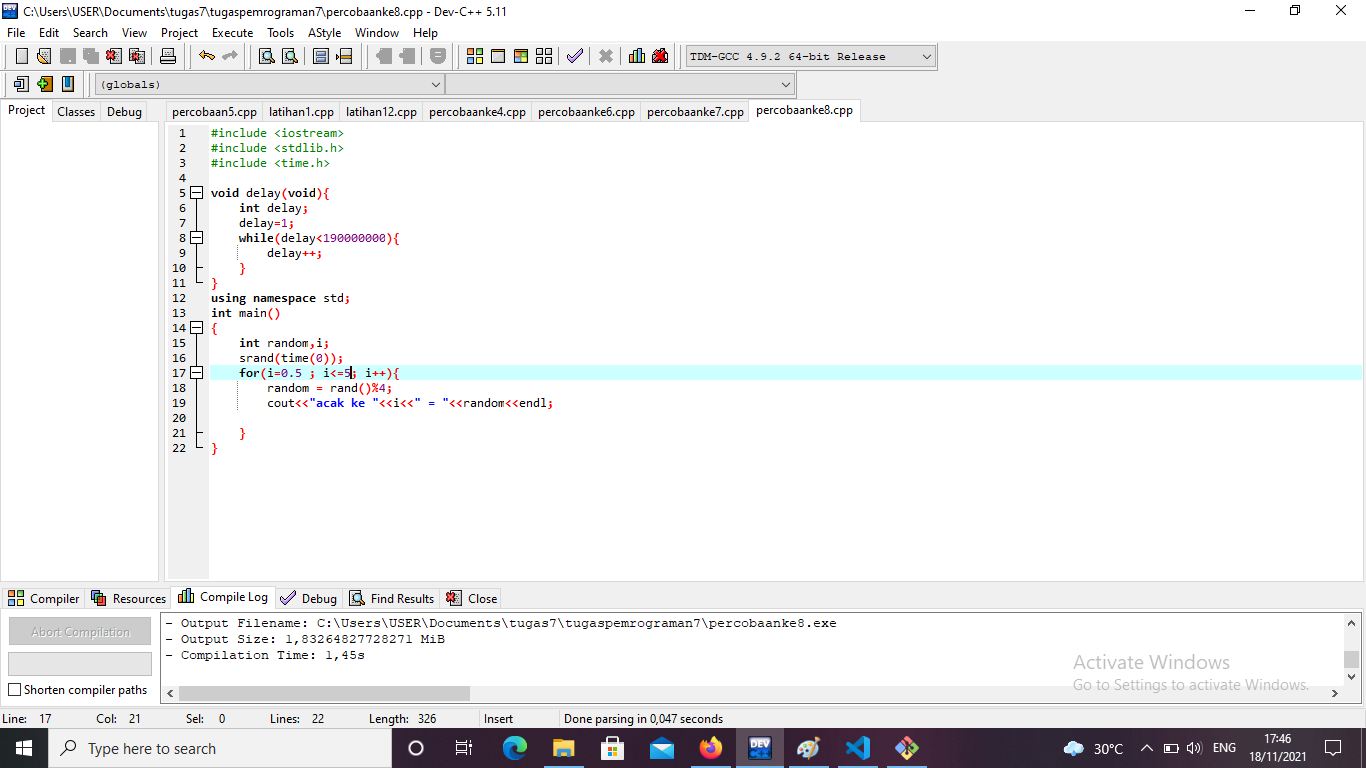 C:\Users\USER\Documents\tugas7\tugaspemrograman7\percobaanke8.cpp - Dev-C++ 5.11
File Edit Search View Project Execute Tools AStyle Window Help
TDM-GCC 4.9.2 64-bit Release
(globals)
Project Classes Debug
percobaan5.cpp latihan1.cpp latihan12.cpp percobaanke4.cpp percobaanke6.cpp percobaanke7.cpp percobaanke8.cpp
1 #include <iostream>
2 #include <stdlib.h>
3 #include <time.h>
4
5 void delay(void){
6 int delay;
7 delay=1;
8 while(delay<190000000){
9 delay++;
10 }
11 }
12 using namespace std;
13 int main()
14 {
15 int random,i;
16 srand(time(0));
17 for(i=0.5 ; i<=5; i++){
18 random = rand()%4;
19 cout<<"acak ke "<<i<<" = "<<random<<endl;
20
21 }
22 }
Compiler Resources Compile Log Debug Find Results Close
Abort Compilation
Shorten compiler paths
- Output Filename: C:\Users\USER\Documents\tugas7\tugaspemrograman7\percobaanke8.exe
- Output Size: 1,83264827728271 MiB
- Compilation Time: 1,45s
Activate Windows
Go to Settings to activate Windows.
Line: 17 Col: 21 Sel: 0 Lines: 22 Length: 326 Insert Done parsing in 0,047 seconds
Type here to search
DEV
30°C
ENG
17:46
18/11/2021